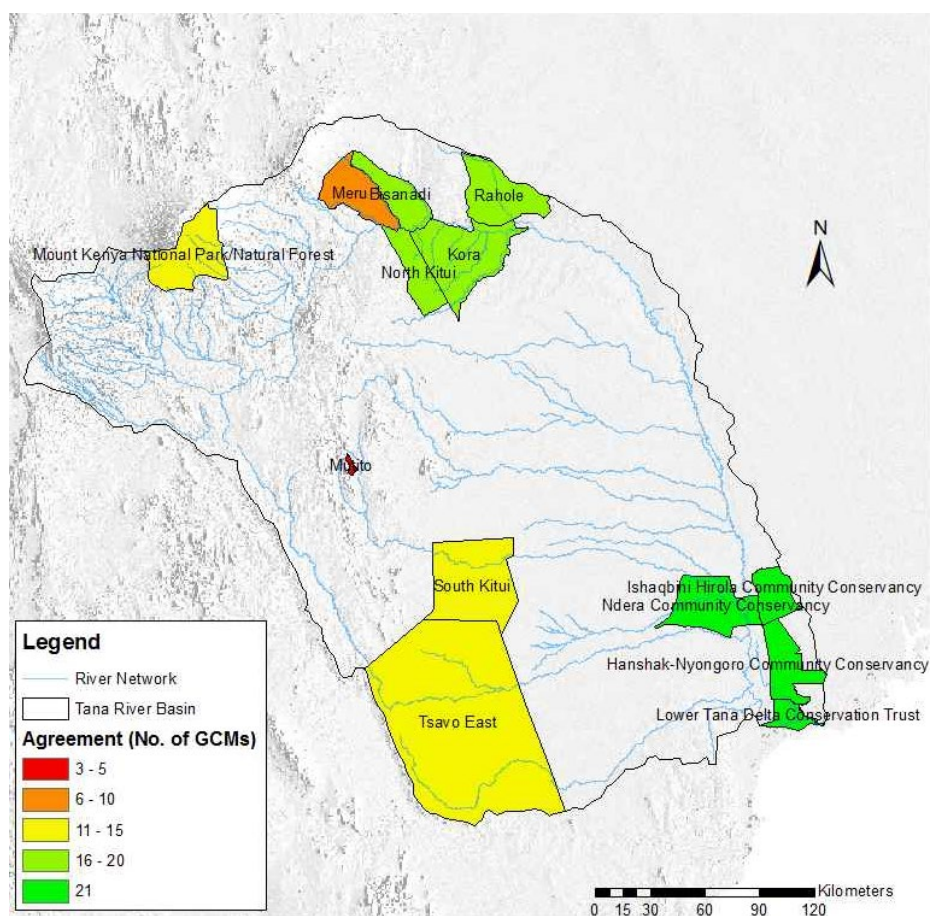 Meru
Bisanadi
Rahole
N
Mount Kenya National Park/Natural Forest
Kora
North Kitui
Mutito
South Kitui
Ishaqbini Hirola Community Conservancy
Ndera Community Conservancy
Hanshak-Nyongoro Community Conservancy
Tsavo East
Lower Tana Delta Conservation Trust
Legend
River Network
Tana River Basin
Agreement (No. of GCMs)
3 - 5
6 - 10
11 - 15
16 - 20
21
Kilometers
0 15 30 60 90 120